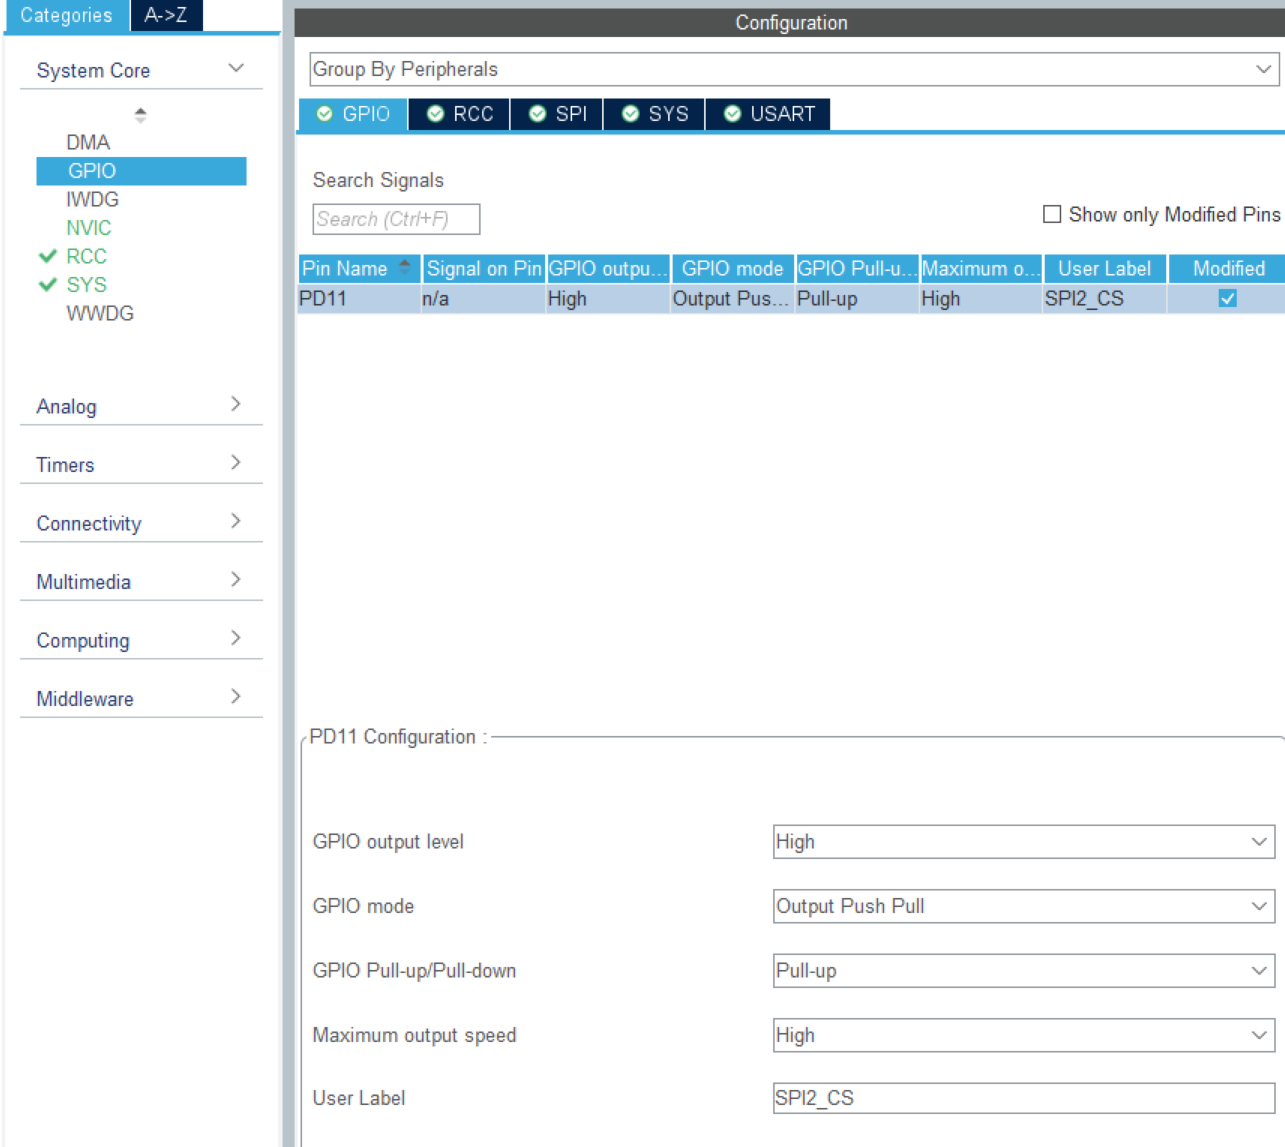 Categories A->Z
System Core
DMA
GPIO
IWDG
NVIC
RCC
SYS
WWDG
Analog
Timers
Connectivity
Multimedia
Computing
Middleware
Configuration
Group By Peripherals
GPIO RCC SPI SYS USART
Search Signals
Search (Ctrl+F)
Show only Modified Pins
Pin Name Signal on Pin GPIO outpu... GPIO mode GPIO Pull-u... Maximum o... User Label Modified
PD11 n/a High Output Pus... Pull-up High SPI2_CS
PD11 Configuration :
GPIO output level High
GPIO mode Output Push Pull
GPIO Pull-up/Pull-down Pull-up
Maximum output speed High
User Label SPI2_CS